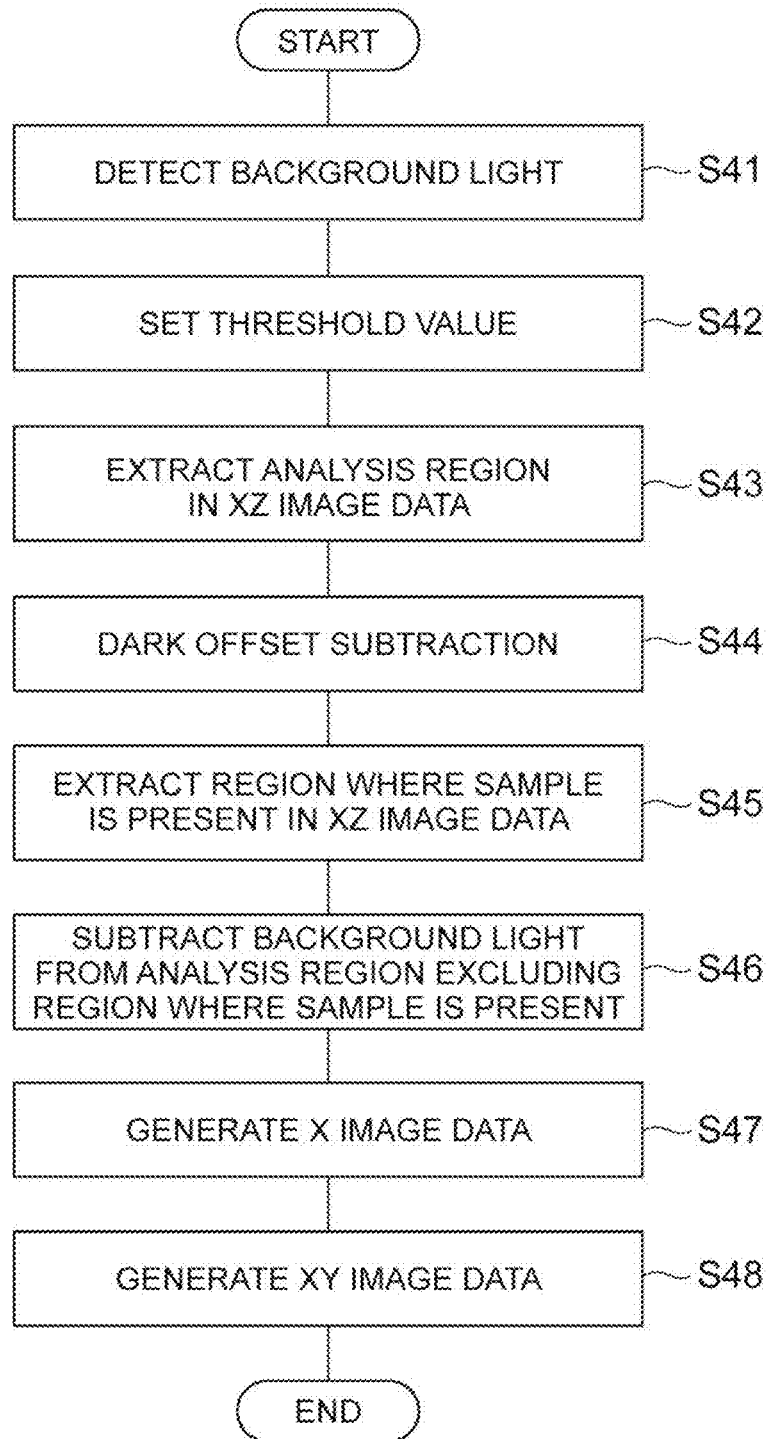 START
DETECT BACKGROUND LIGHT
S41
SET THRESHOLD VALUE
S42
EXTRACT ANALYSIS REGION
IN XZ IMAGE DATA
S43
DARK OFFSET SUBTRACTION
S44
EXTRACT REGION WHERE SAMPLE
IS PRESENT IN XZ IMAGE DATA
S45
SUBTRACT BACKGROUND LIGHT
FROM ANALYSIS REGION EXCLUDING
REGION WHERE SAMPLE IS PRESENT
S46
GENERATE X IMAGE DATA
S47
GENERATE XY IMAGE DATA
S48
END